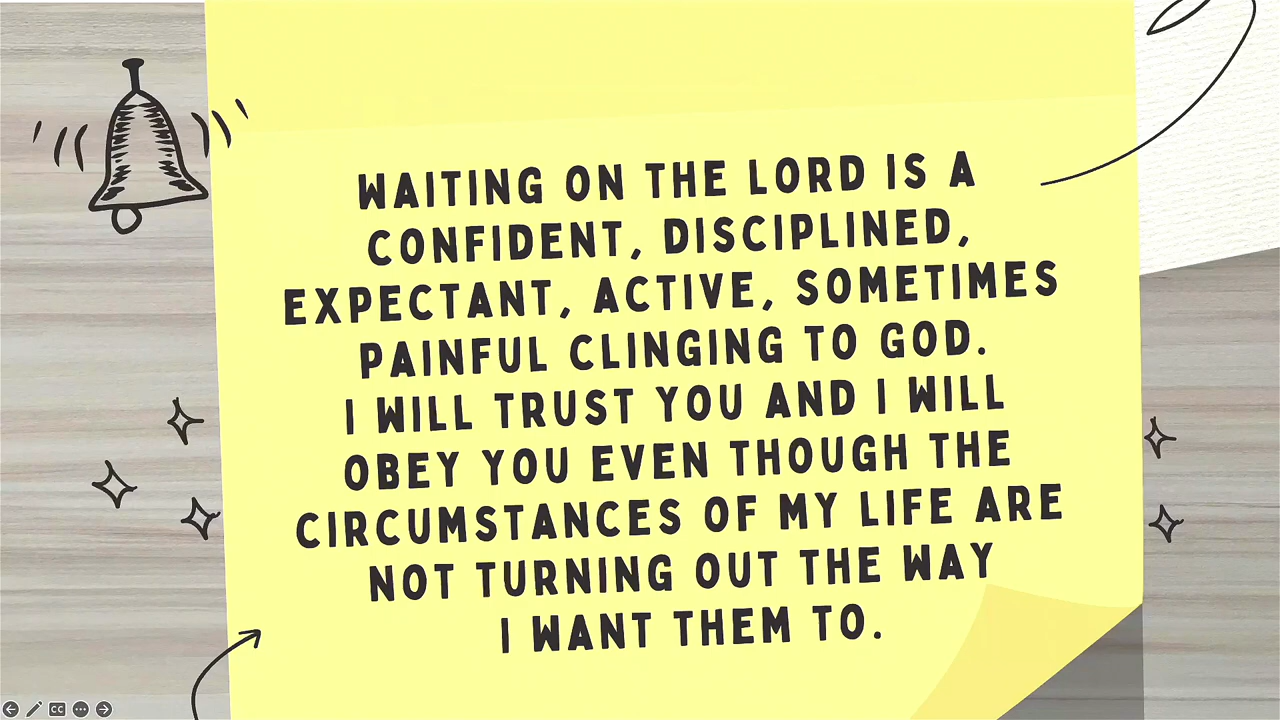 WAITING ON THE LORD IS A
CONFIDENT, DISCIPLINED,
EXPECTANT, ACTIVE, SOMETIMES
PAINFUL CLINGING TO GOD.
I WILL TRUST YOU AND I WILL
OBEY YOU EVEN THOUGH THE
CIRCUMSTANCES OF MY LIFE ARE
NOT TURNING OUT THE WAY
I WANT THEM TO.
CC